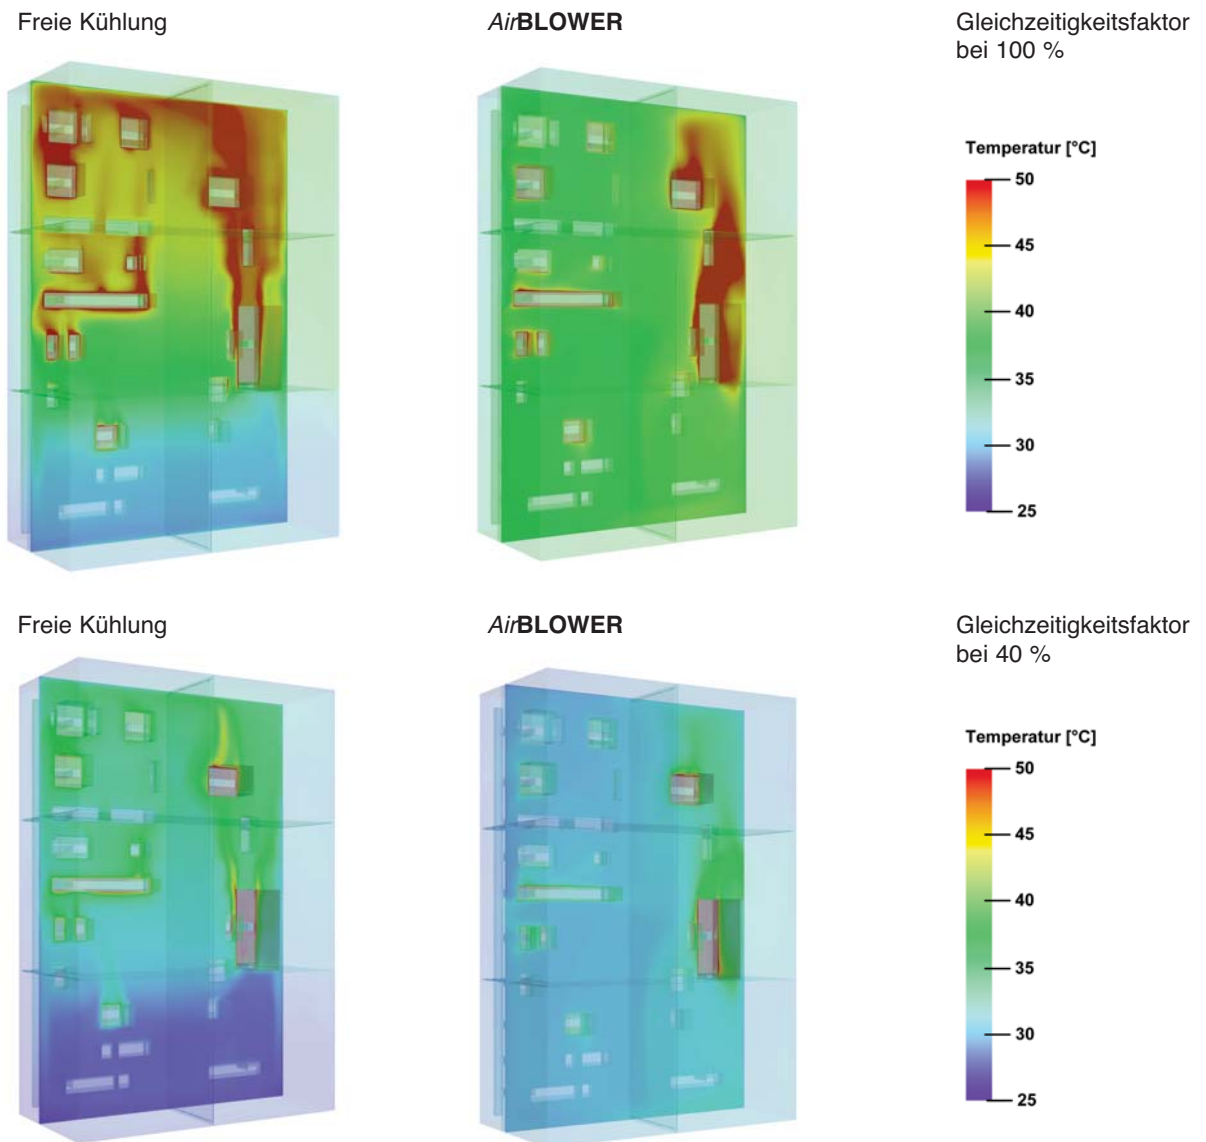 Freie Kühlung
AirBLOWER
Gleichzeitigkeitsfaktor
bei 100 %
Temperatur [°C]
50
45
40
35
30
25
Freie Kühlung
AirBLOWER
Gleichzeitigkeitsfaktor
bei 40 %
Temperatur [°C]
50
45
40
35
30
25